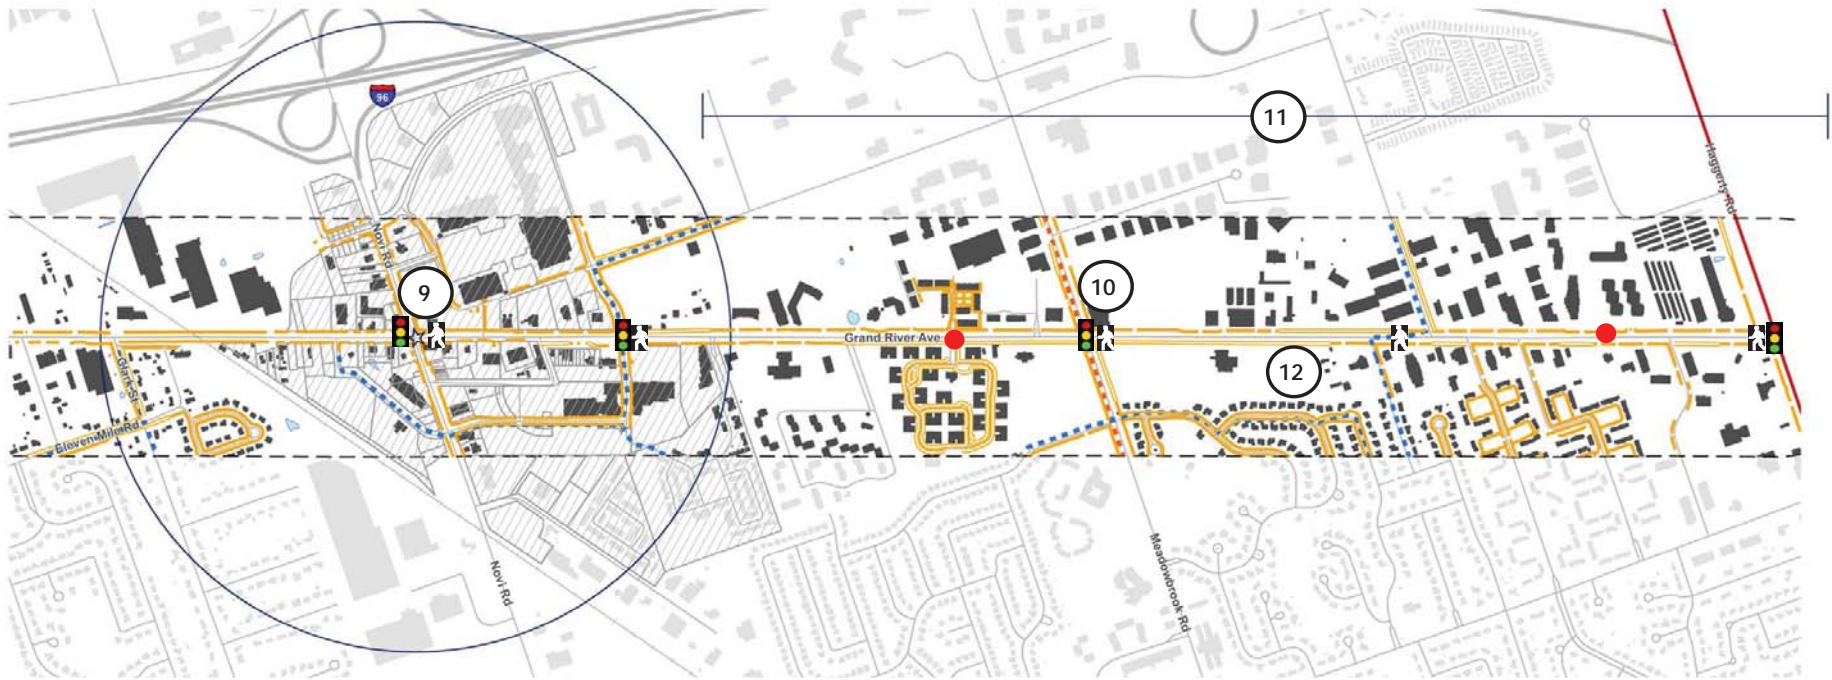 96
11
Haggerty Rd
Novi Rd
9
10
Grand River Ave
12
Clark St
Eleven Mile Rd
Novi Rd
Meadowbrook Rd